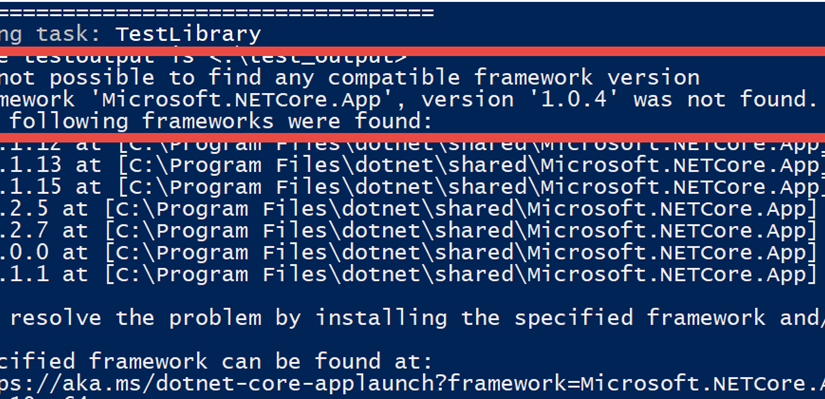 ==================================
ng task: TestLibrary
e testoutput is <.\test_output>
not possible to find any compatible framework version
mework 'Microsoft.NETCore.App', version '1.0.4' was not found.
following frameworks were found:
.1.12 at [C:\Program Files\dotnet\shared\Microsoft.NETCore.App]
.1.13 at [C:\Program Files\dotnet\shared\Microsoft.NETCore.App]
.1.15 at [C:\Program Files\dotnet\shared\Microsoft.NETCore.App]
.2.5 at [C:\Program Files\dotnet\shared\Microsoft.NETCore.App]
.2.7 at [C:\Program Files\dotnet\shared\Microsoft.NETCore.App]
.0.0 at [C:\Program Files\dotnet\shared\Microsoft.NETCore.App]
.1.1 at [C:\Program Files\dotnet\shared\Microsoft.NETCore.App]
resolve the problem by installing the specified framework and/
cified framework can be found at:
ps://aka.ms/dotnet-core-applaunch?framework=Microsoft.NETCore.A